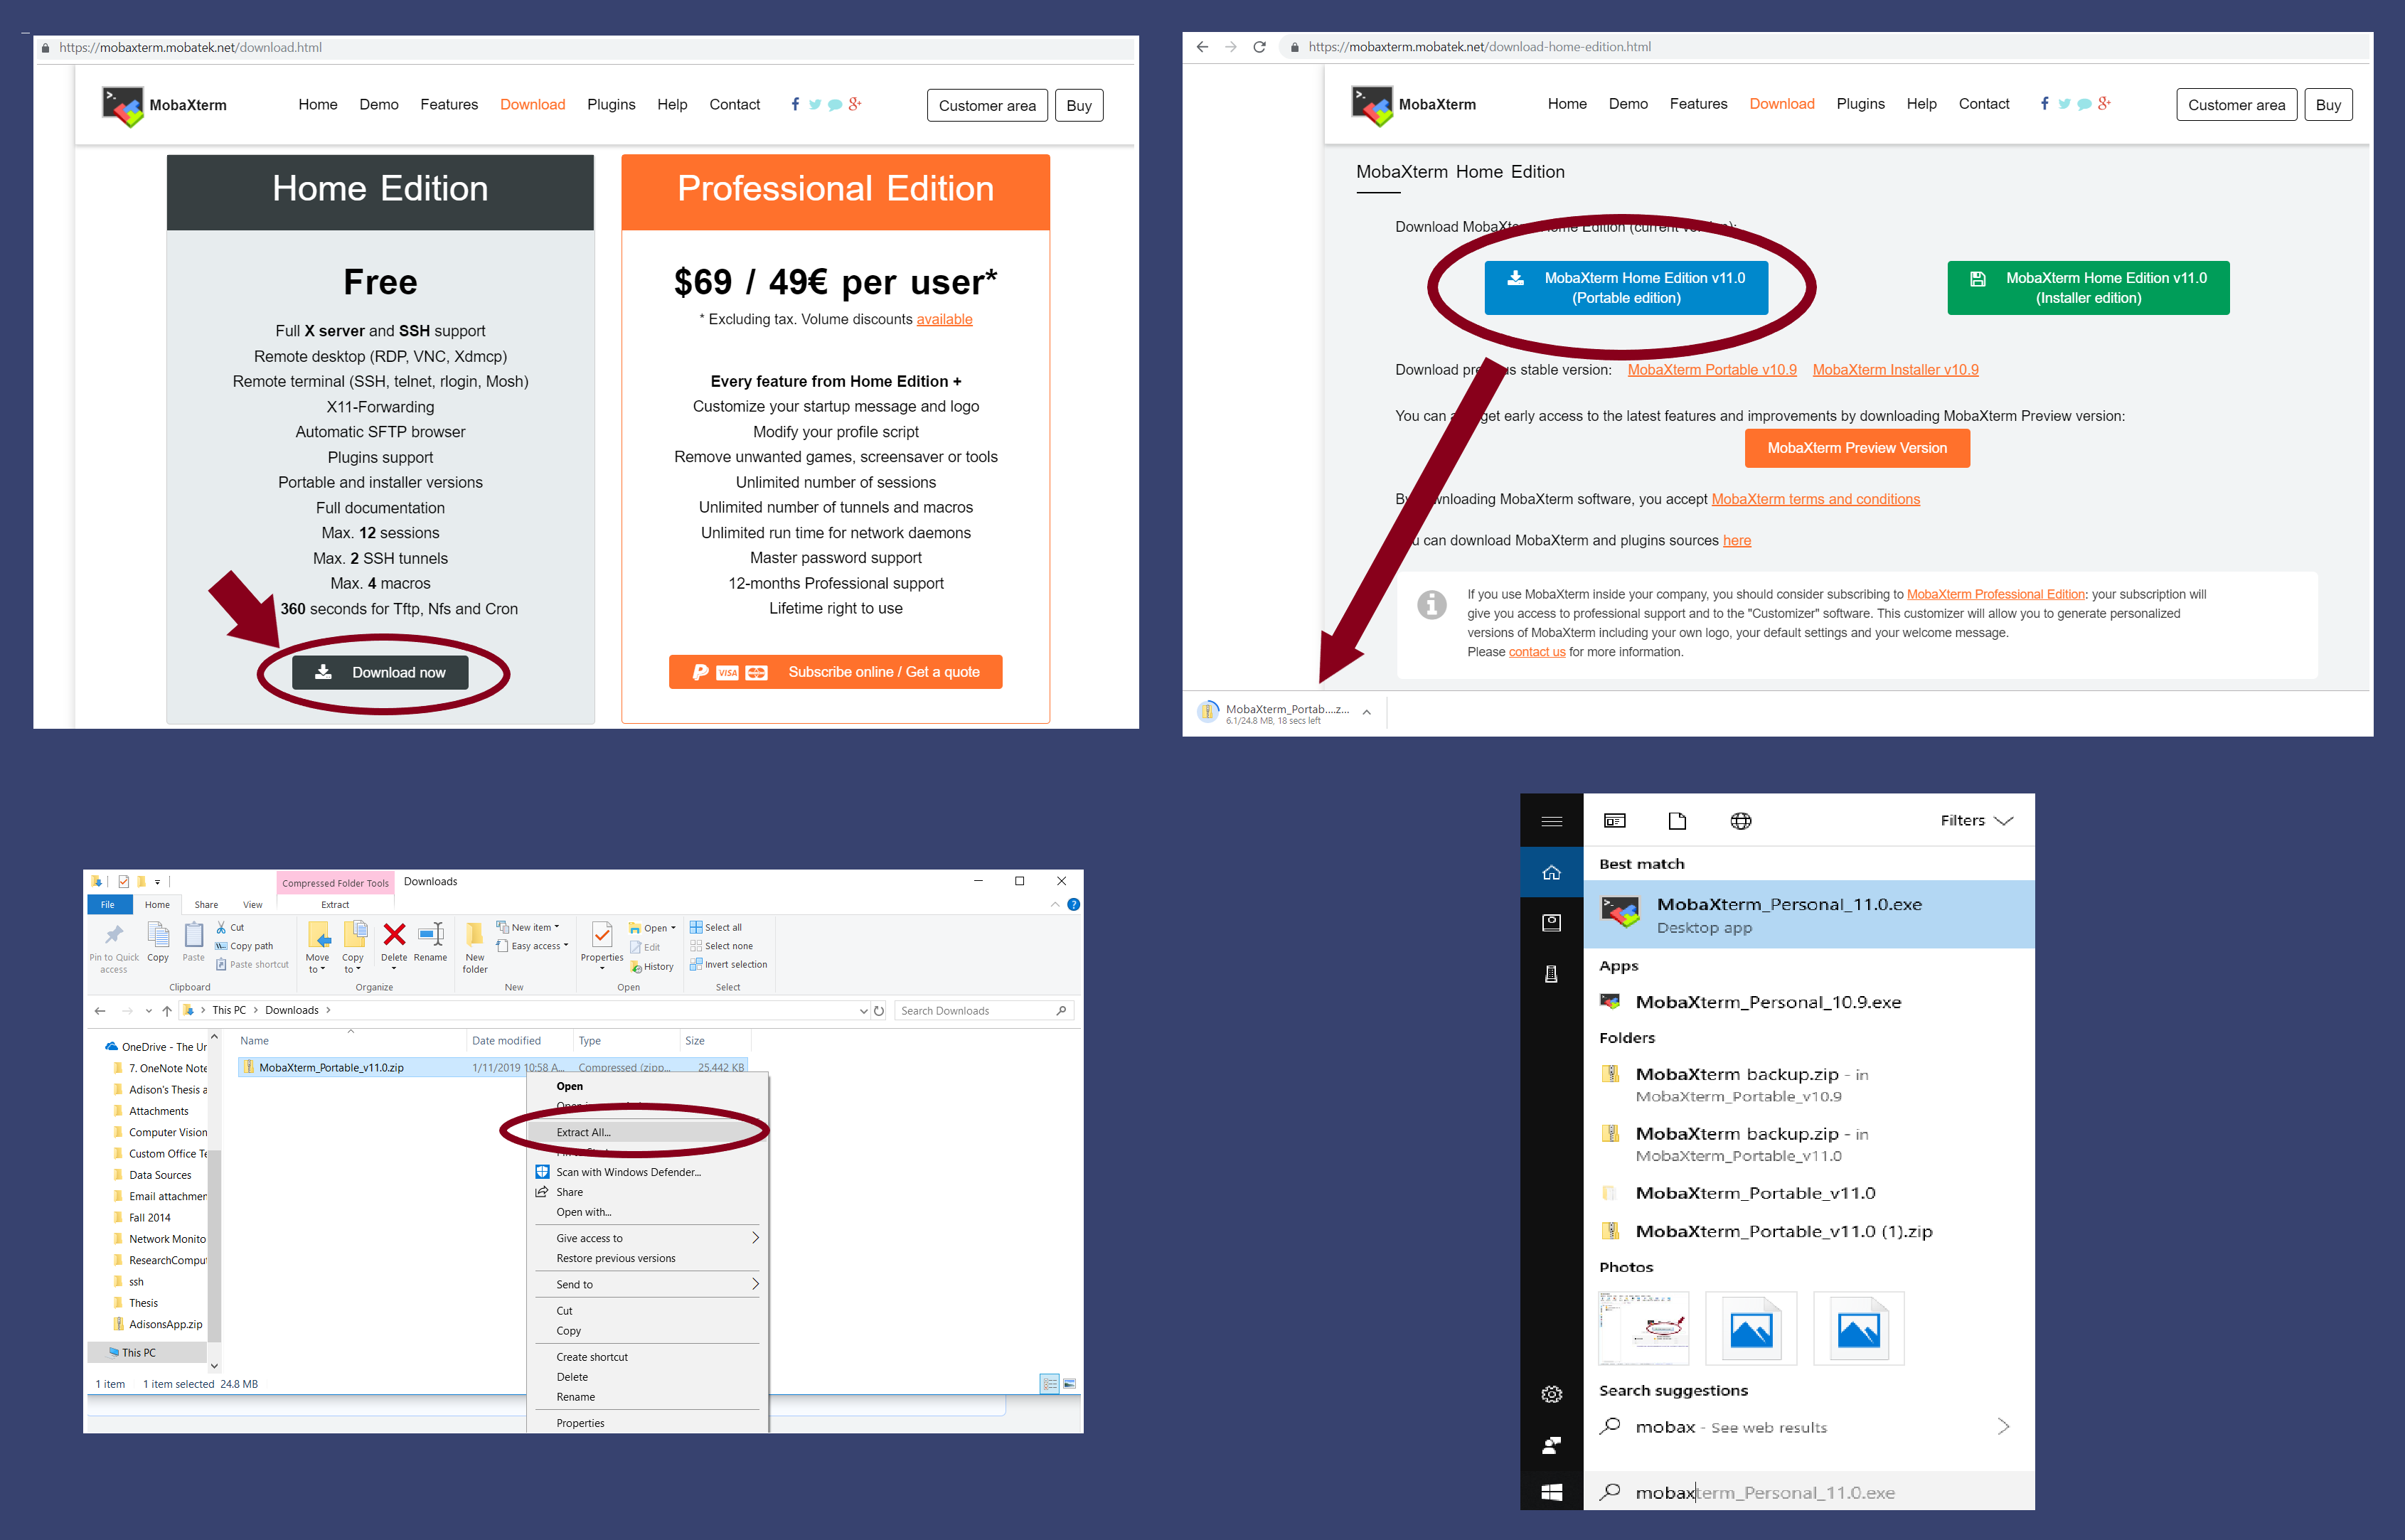 https://mobaxterm.mobatek.net/download.html
MobaXterm
Home Demo Features Download Plugins Help Contact
Customer area Buy
Home Edition
Free
Full X server and SSH support
Remote desktop (RDP, VNC, Xdmcp)
Remote terminal (SSH, telnet, rlogin, Mosh)
X11-Forwarding
Automatic SFTP browser
Plugins support
Portable and installer versions
Full documentation
Max. 12 sessions
Max. 2 SSH tunnels
Max. 4 macros
360 seconds for Tftp, Nfs and Cron
Download now
Professional Edition
$69 / 49€ per user*
* Excluding tax. Volume discounts available
Every feature from Home Edition +
Customize your startup message and logo
Modify your profile script
Remove unwanted games, screensaver or tools
Unlimited number of sessions
Unlimited number of tunnels and macros
Unlimited run time for network daemons
Master password support
12-months Professional support
Lifetime right to use
VISA Subscribe online / Get a quote
https://mobaxterm.mobatek.net/download-home-edition.html
MobaXterm
Home Demo Features Download Plugins Help Contact
Customer area Buy
MobaXterm Home Edition
Download MobaXterm Home Edition (current version):
MobaXterm Home Edition v11.0
(Portable edition)
MobaXterm Home Edition v11.0
(Installer edition)
Download previous stable version: MobaXterm Portable v10.9 MobaXterm Installer v10.9
You can also get early access to the latest features and improvements by downloading MobaXterm Preview version:
MobaXterm Preview Version
By downloading MobaXterm software, you accept MobaXterm terms and conditions
You can download MobaXterm and plugins sources here
If you use MobaXterm inside your company, you should consider subscribing to MobaXterm Professional Edition: your subscription will
give you access to professional support and to the "Customizer" software. This customizer will allow you to generate personalized
versions of MobaXterm including your own logo, your default settings and your welcome message.
Please contact us for more information.
MobaXterm_Portab....z...
6.1/24.8 MB, 18 secs left
Compressed Folder Tools Downloads
File Home Share View Extract
Pin to Quick
access
Copy
Paste
Cut
Copy path
Paste shortcut
Clipboard
Move
to
Copy
to
Delete
Rename
Organize
New
folder
New item
Easy access
New
Properties
Open
Edit
History
Open
Select all
Select none
Invert selection
Select
This PC > Downloads >
Search Downloads
Name Date modified Type Size
OneDrive - The Ur
7. OneNote Note
Adison's Thesis a
Attachments
Computer Vision
Custom Office Te
Data Sources
Email attachmen
Fall 2014
Network Monito
ResearchComput
ssh
Thesis
AdisonsApp.zip
This PC
MobaXterm_Portable_v11.0.zip 1/11/2019 10:58 A... Compressed (zipp... 25,442 KB
Open
Extract All...
Scan with Windows Defender...
Share
Open with...
Give access to
Restore previous versions
Send to
Cut
Copy
Create shortcut
Delete
Rename
Properties
1 item 1 item selected 24.8 MB
Filters
Best match
MobaXterm_Personal_11.0.exe
Desktop app
Apps
MobaXterm_Personal_10.9.exe
Folders
MobaXterm backup.zip - in
MobaXterm_Portable_v10.9
MobaXterm backup.zip - in
MobaXterm_Portable_v11.0
MobaXterm_Portable_v11.0
MobaXterm_Portable_v11.0 (1).zip
Photos
Search suggestions
mobax - See web results
mobaxterm_Personal_11.0.exe